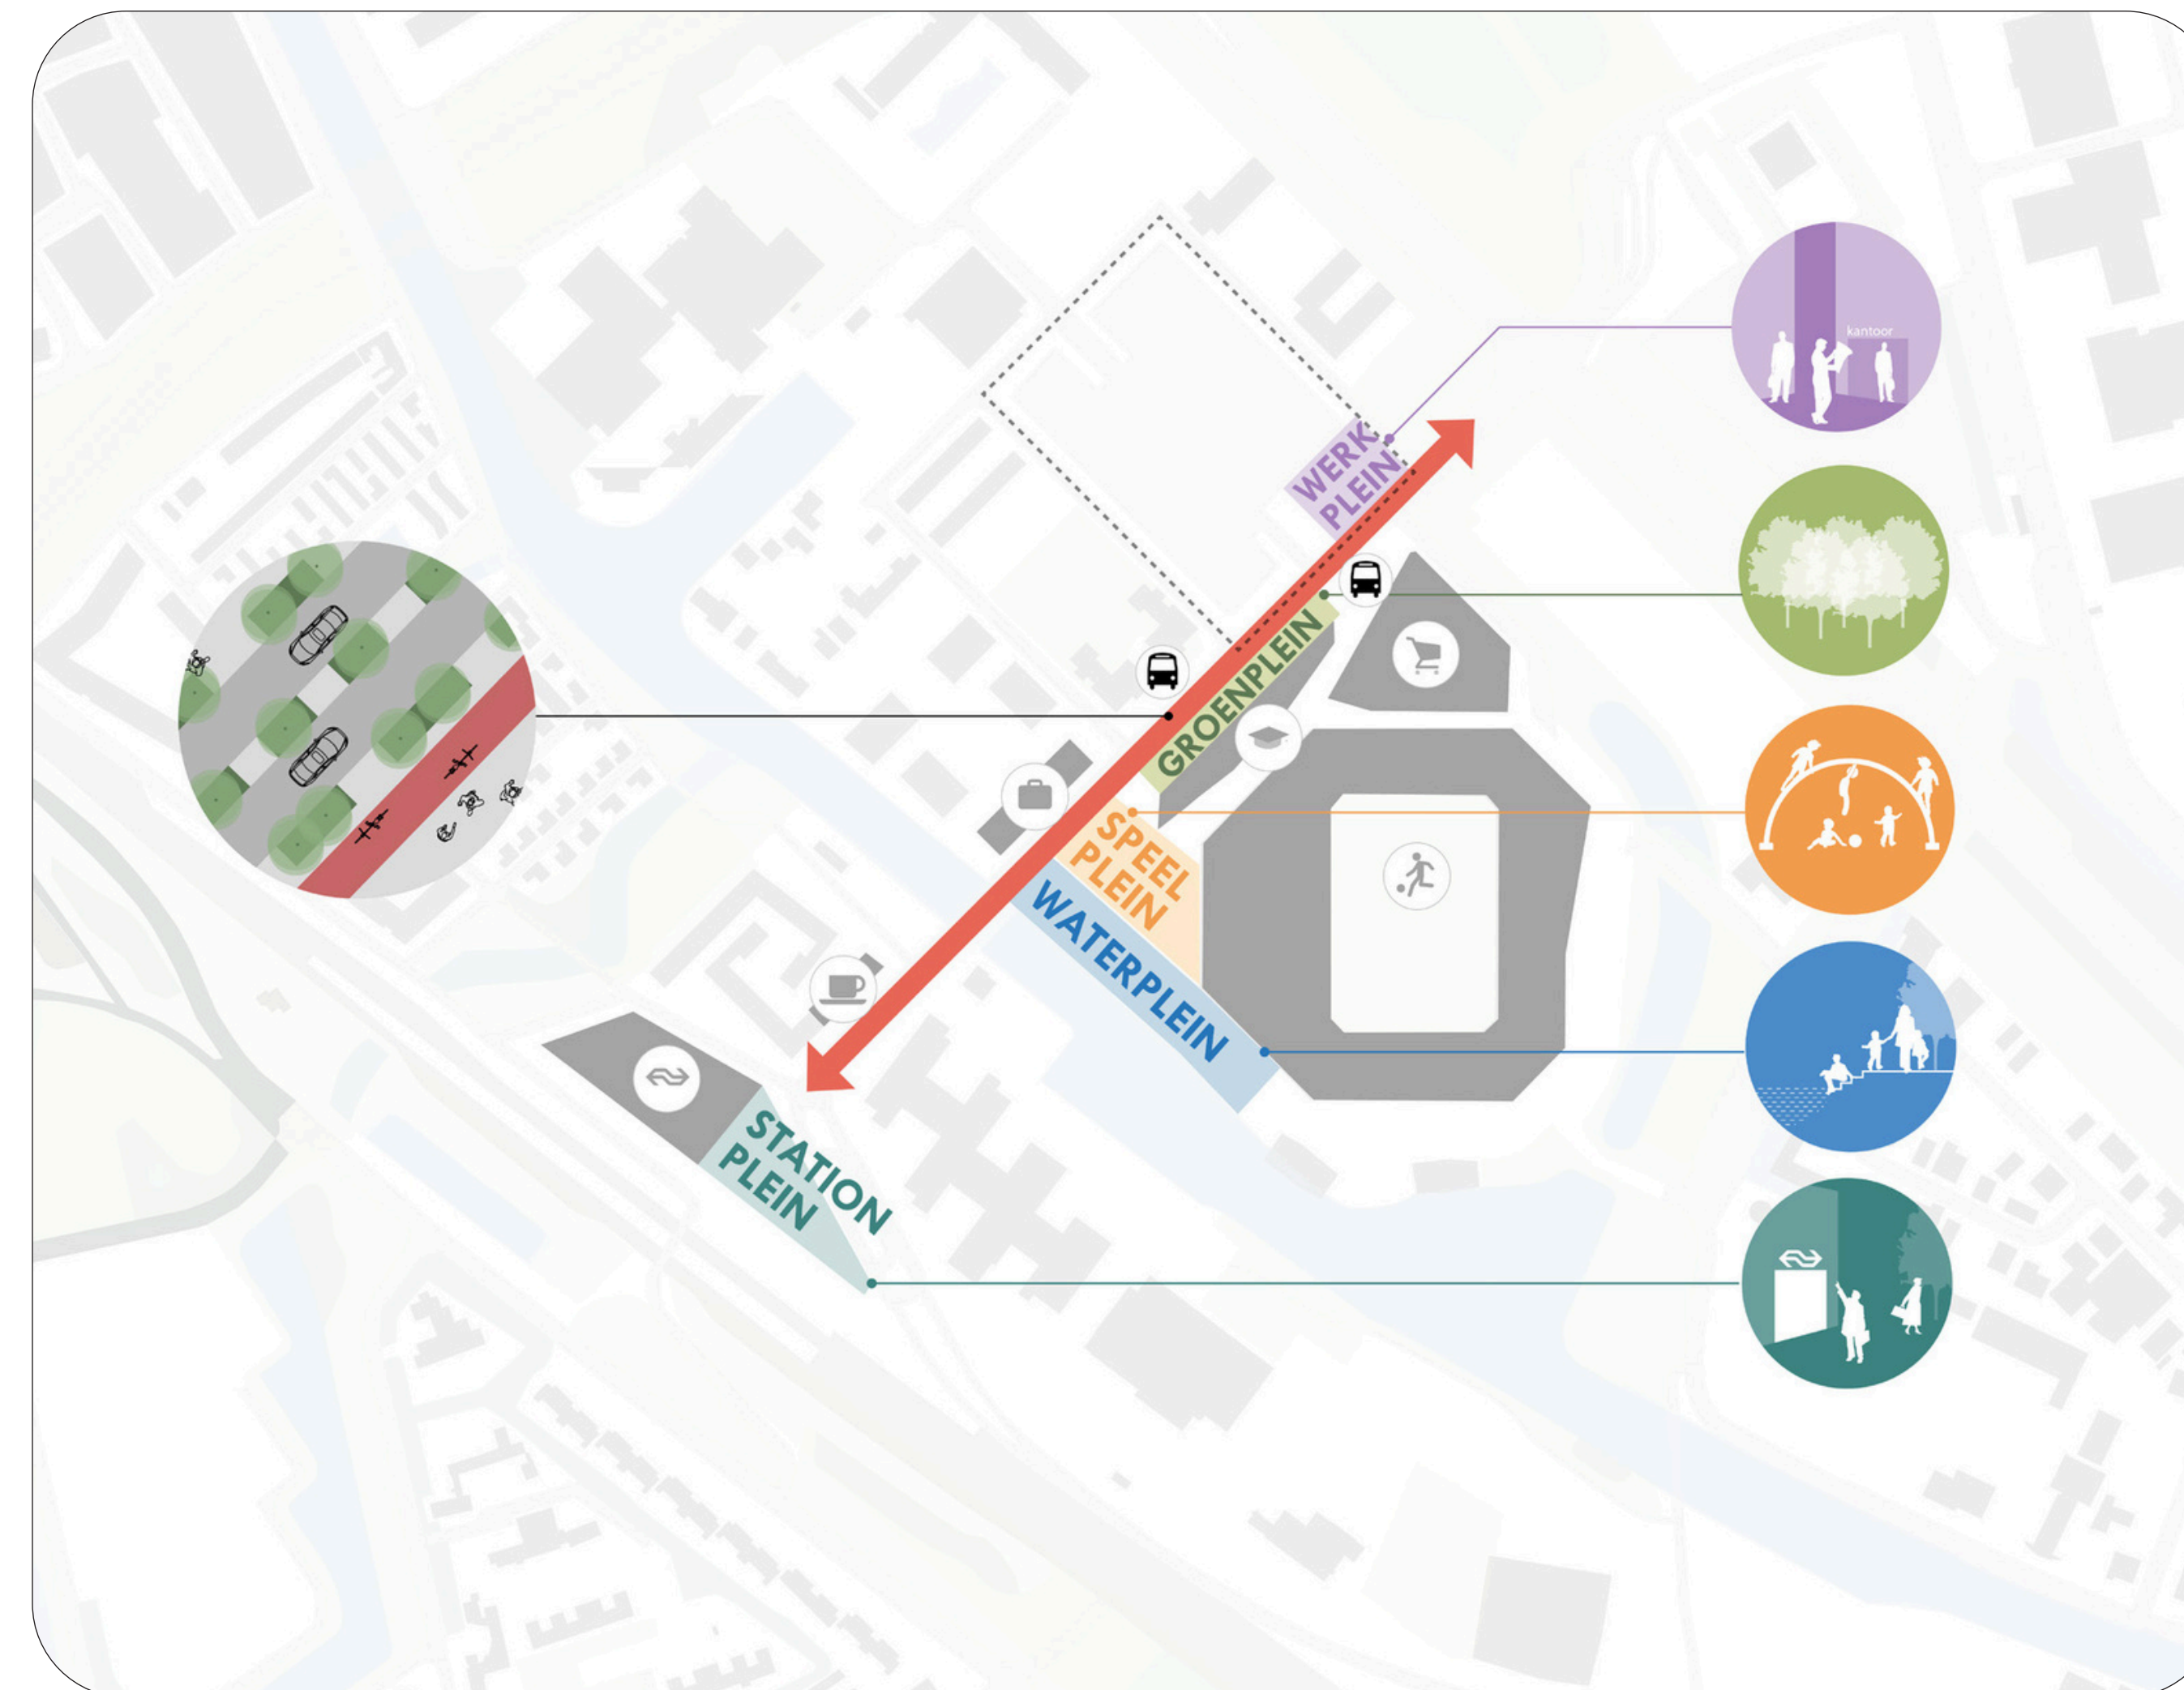 kantoor
WERK
PLEIN
GROENPLEIN
SPEEL
PLEIN
WATERPLEIN
STATION
PLEIN